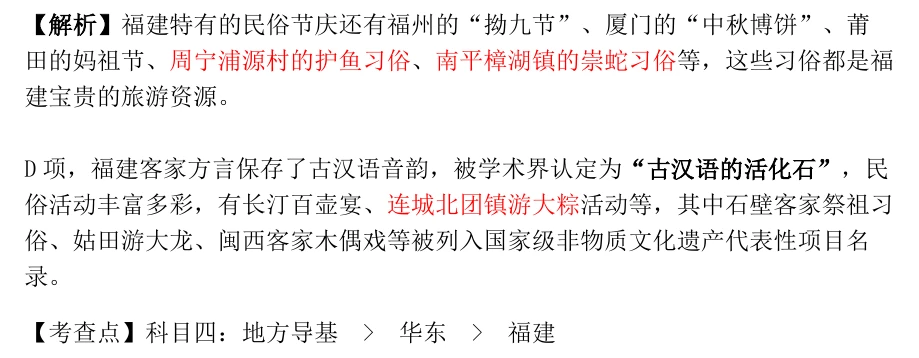 【解析】福建特有的民俗节庆还有福州的“拗九节”、厦门的“中秋博饼”、莆
田的妈祖节、周宁浦源村的护鱼习俗、南平樟湖镇的崇蛇习俗等，这些习俗都是福
建宝贵的旅游资源。
D 项，福建客家方言保存了古汉语音韵，被学术界认定为“古汉语的活化石”，民
俗活动丰富多彩，有长汀百壶宴、连城北团镇游大粽活动等，其中石壁客家祭祖习
俗、姑田游大龙、闽西客家木偶戏等被列入国家级非物质文化遗产代表性项目名
录。
【考查点】科目四：地方导基 > 华东 > 福建